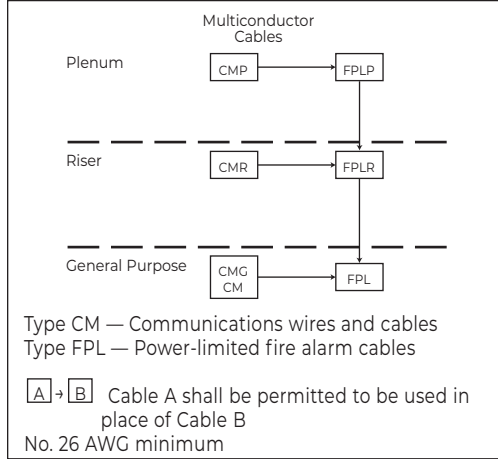 Multiconductor
Cables
Plenum
CMP
FPLP
Riser
CMR
FPLR
General Purpose
CMG
CM
FPL
Type CM — Communications wires and cables
Type FPL — Power-limited fire alarm cables
A → B Cable A shall be permitted to be used in
place of Cable B
No. 26 AWG minimum